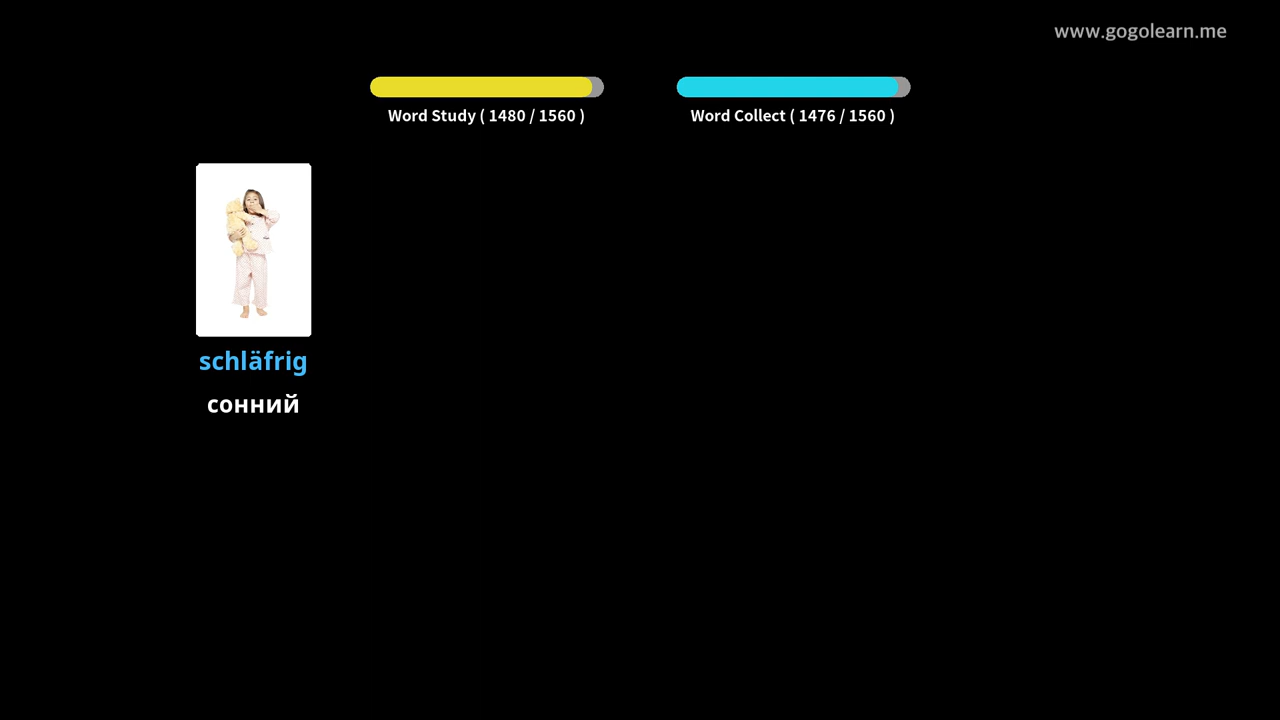 www.gogolearn.me
Word Study ( 1480 / 1560 )
Word Collect ( 1476 / 1560 )
schläfrig
сонний